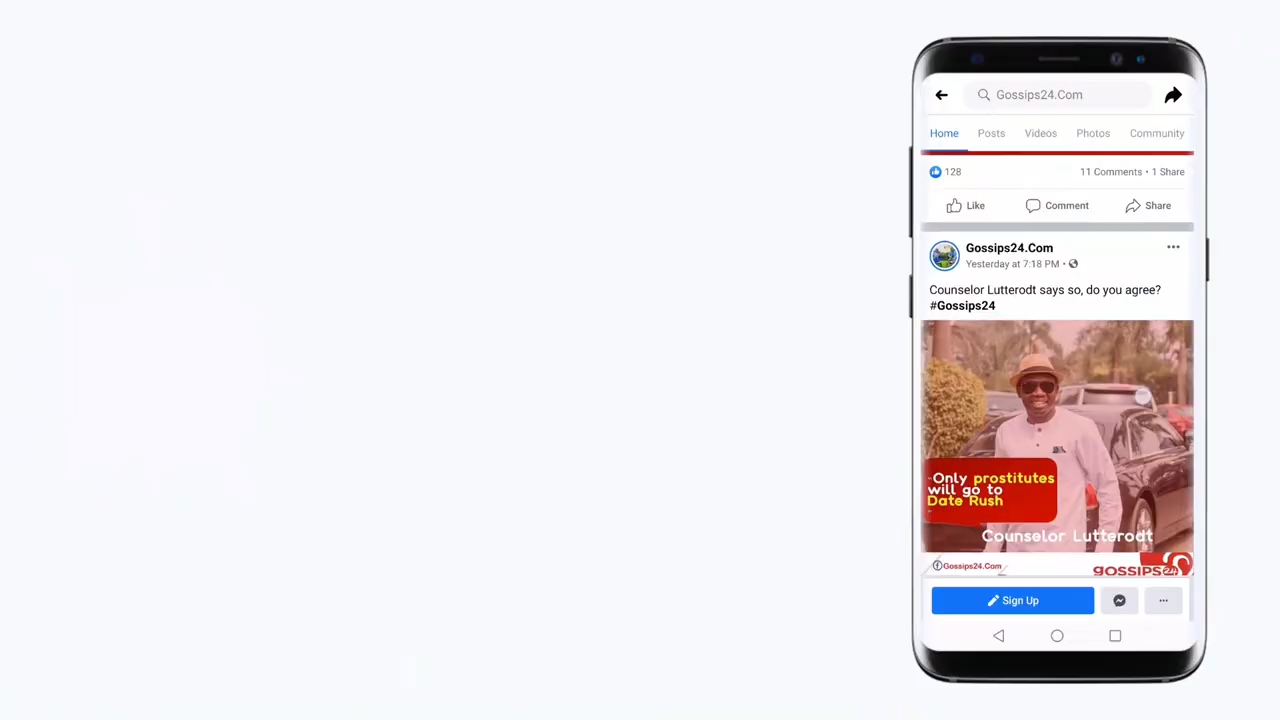 Gossips24.Com
Home Posts Videos Photos Community
128 11 Comments • 1 Share
Like Comment Share
Gossips24.Com
Yesterday at 7:18 PM •
Counselor Lutterodt says so, do you agree?
#Gossips24
"Only prostitutes
will go to
Date Rush
Counselor Lutterodt
Gossips24.Com
gossips24
Sign Up